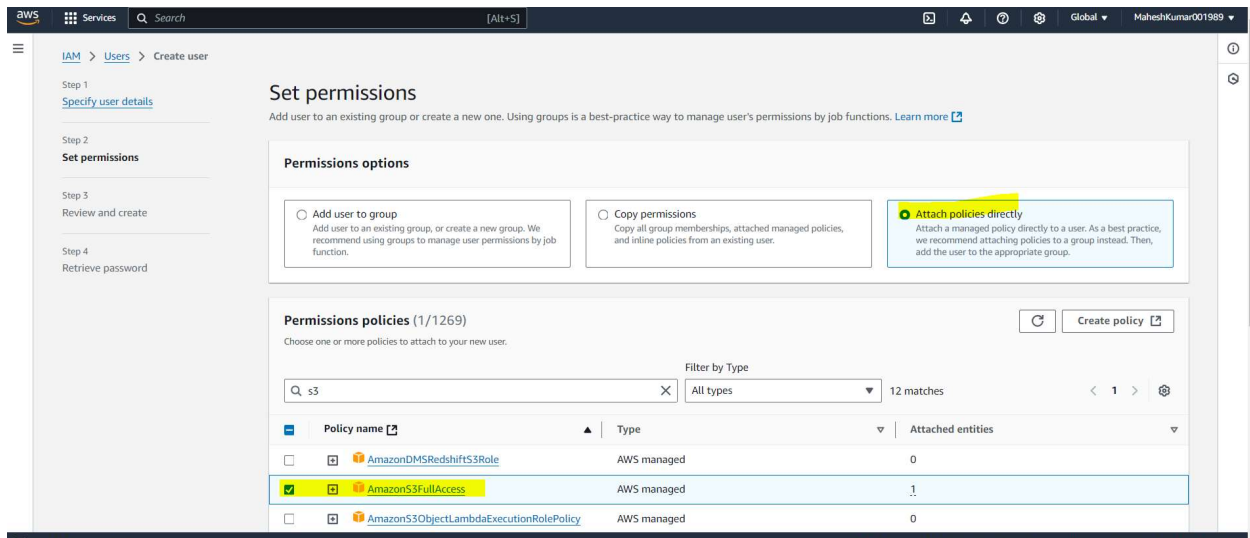 aws
Services
Search
[Alt+S]
Global
MaheshKumar001989
IAM > Users > Create user
Step 1
Specify user details
Step 2
Set permissions
Step 3
Review and create
Step 4
Retrieve password
Set permissions
Add user to an existing group or create a new one. Using groups is a best-practice way to manage user's permissions by job functions. Learn more
Permissions options
Add user to group
Add user to an existing group, or create a new group. We
recommend using groups to manage user permissions by job
function.
Copy permissions
Copy all group memberships, attached managed policies,
and inline policies from an existing user.
Attach policies directly
Attach a managed policy directly to a user. As a best practice,
we recommend attaching policies to a group instead. Then,
add the user to the appropriate group.
Permissions policies (1/1269)
Choose one or more policies to attach to your new user.
Create policy
Filter by Type
s3
All types
12 matches
< 1 >
Policy name
Type
Attached entities
AmazonDMSRedshiftS3Role
AWS managed
0
AmazonS3FullAccess
AWS managed
1
AmazonS3ObjectLambdaExecutionRolePolicy
AWS managed
0